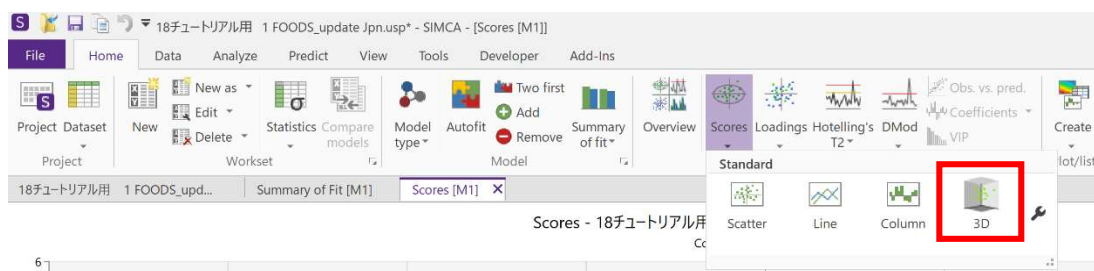 S 18チュートリアル用 1 FOODS_update Jpn.usp* - SIMCA - [Scores [M1]]
File Home Data Analyze Predict View Tools Developer Add-Ins
Project Dataset New New as Edit Delete Statistics Compare models Model type Autofit Two first Add Remove Summary of fit Overview Scores Loadings Hotelling's T2 DMod Obs. vs. pred. Coefficients VIP Create
Project Workset Model lot/list
Standard
Scatter Line Column 3D
18チュートリアル用 1 FOODS_upd... Summary of Fit [M1] Scores [M1] X
Scores - 18チュートリアル用
6